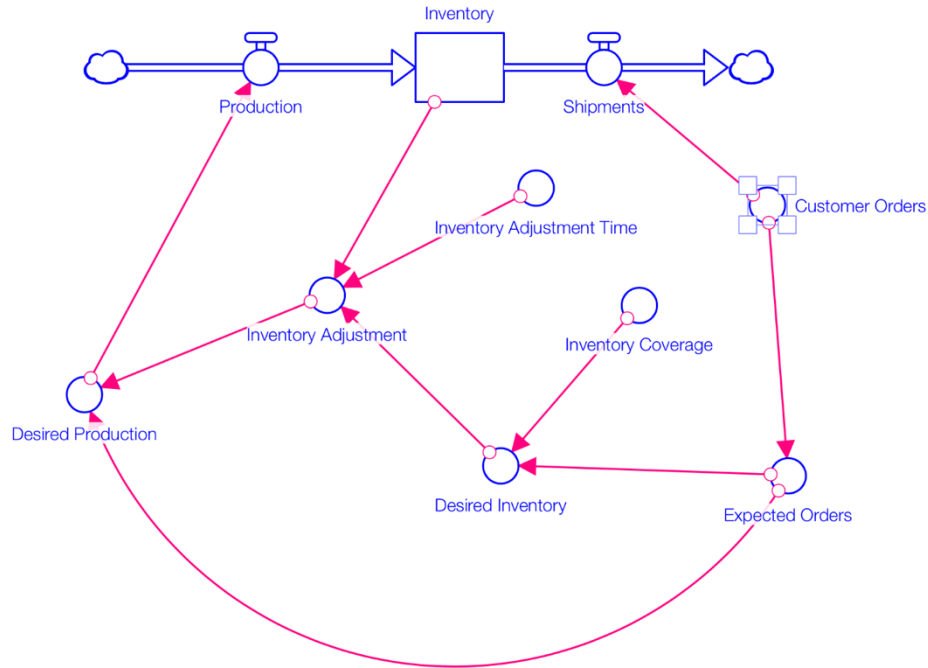 Inventory
Production
Shipments
Customer Orders
Inventory Adjustment Time
Inventory Adjustment
Inventory Coverage
Desired Production
Desired Inventory
Expected Orders